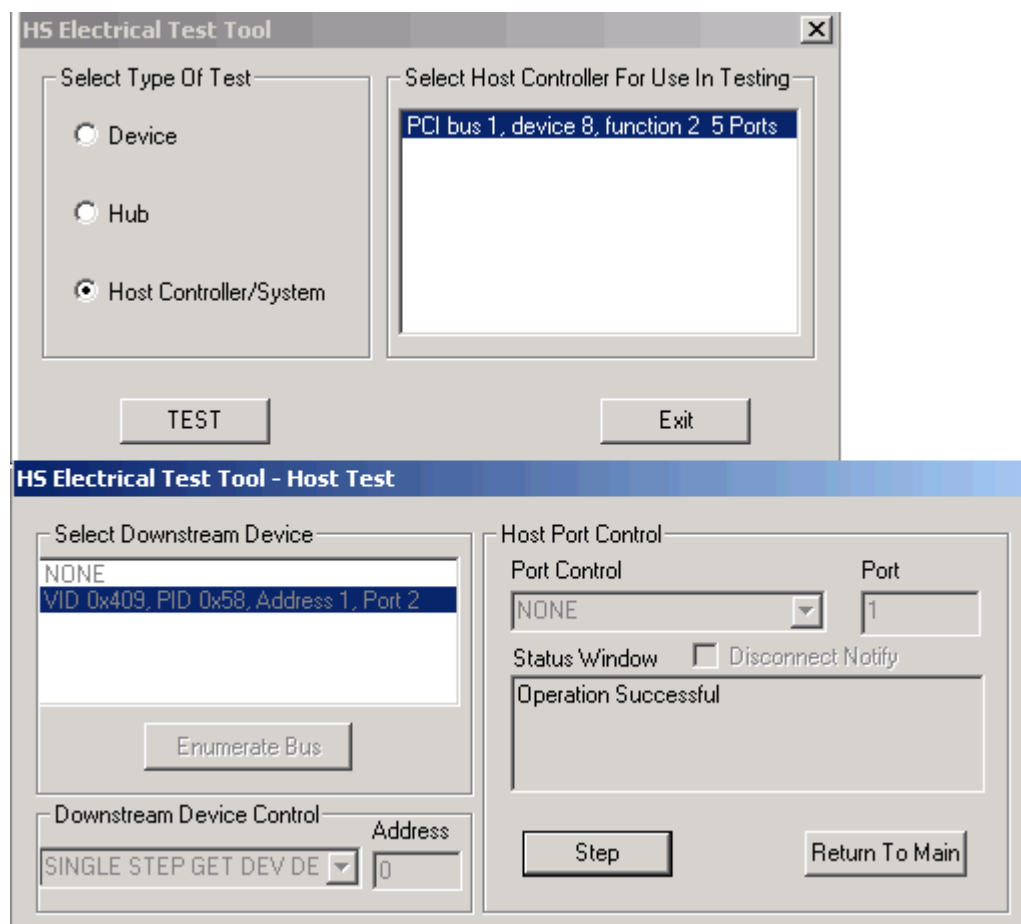 HS Electrical Test Tool
Select Type Of Test
Device
Hub
Host Controller/System
Select Host Controller For Use In Testing
PCI bus 1, device 8, function 2 5 Ports
TEST
Exit
HS Electrical Test Tool - Host Test
Select Downstream Device
NONE
VID 0x409, PID 0x58, Address 1, Port 2
Enumerate Bus
Downstream Device Control
Address
SINGLE STEP GET DEV DE
0
Host Port Control
Port Control
Port
NONE
1
Status Window
Disconnect Notify
Operation Successful
Step
Return To Main